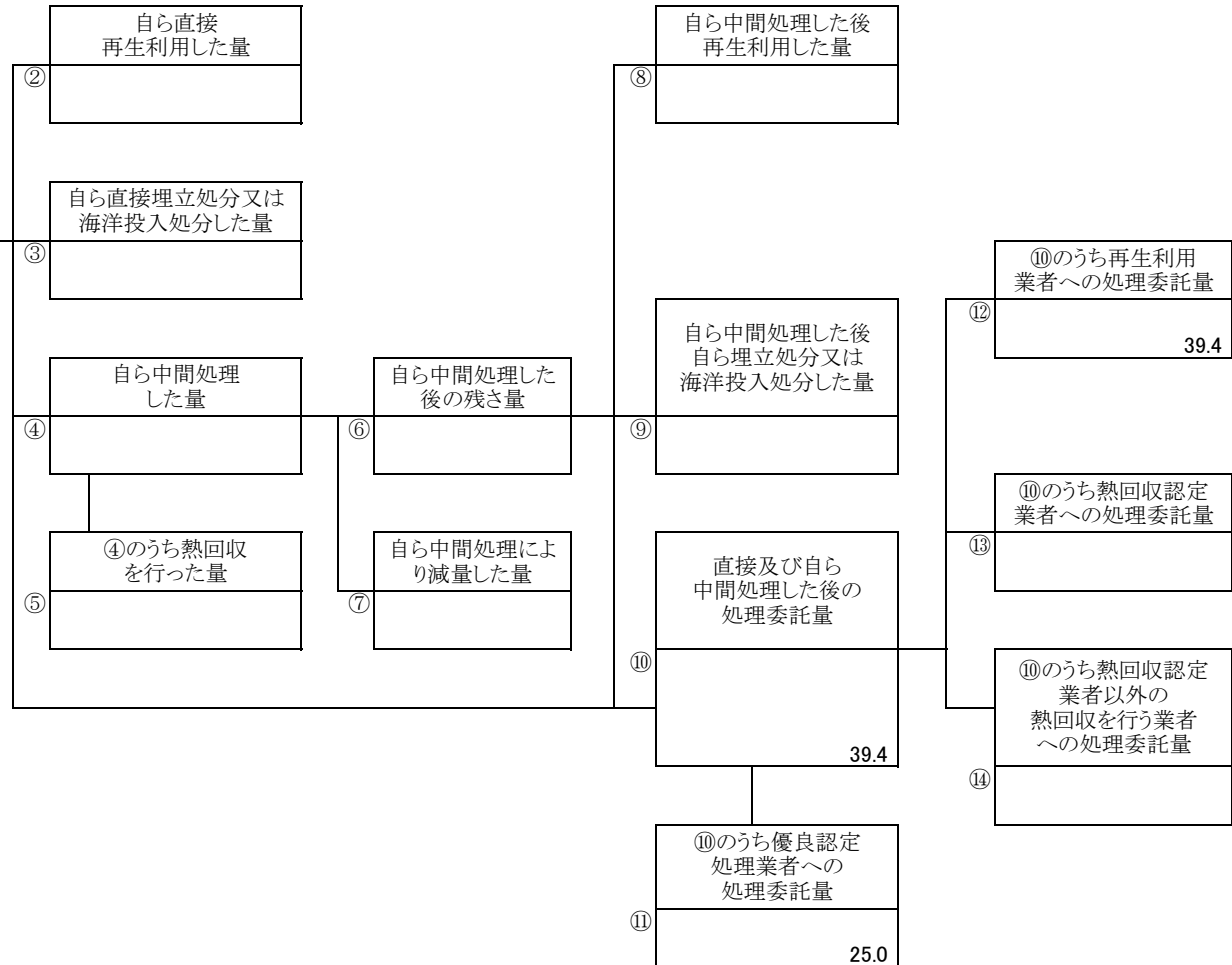 自ら直接
再生利用した量
②
自ら中間処理した後
再生利用した量
⑧
自ら直接埋立処分又は
海洋投入処分した量
③
⑩のうち再生利用
業者への処理委託量
⑫
39.4
自ら中間処理
した量
④
自ら中間処理した
後の残さ量
⑥
自ら中間処理した後
自ら埋立処分又は
海洋投入処分した量
⑨
⑩のうち熱回収認定
業者への処理委託量
⑬
④のうち熱回収
を行った量
⑤
自ら中間処理によ
り減量した量
⑦
直接及び自ら
中間処理した後の
処理委託量
⑩
39.4
⑩のうち熱回収認定
業者以外の
熱回収を行う業者
への処理委託量
⑭
⑩のうち優良認定
処理業者への
処理委託量
⑪
25.0